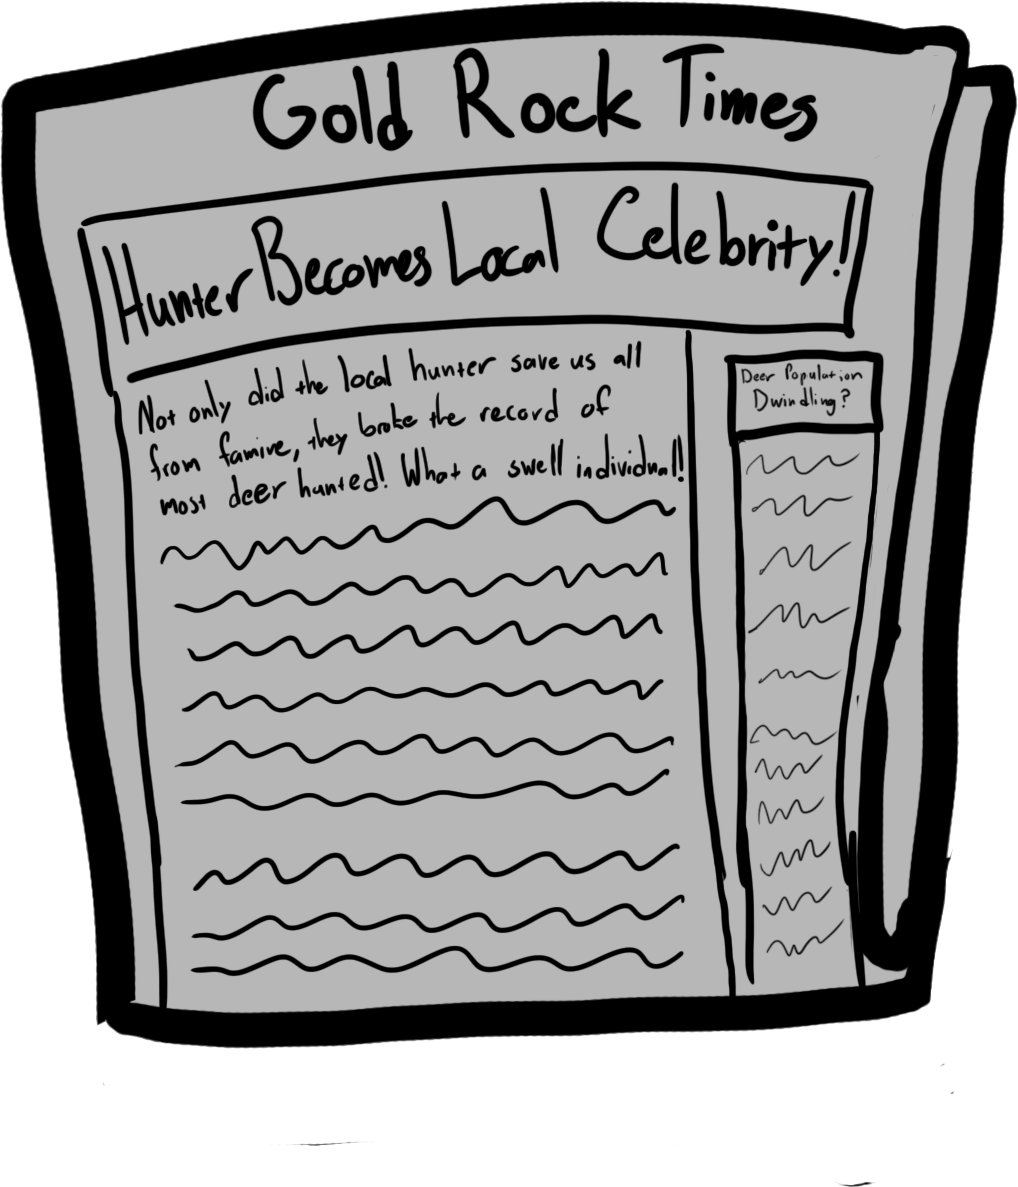 Gold Rock Times
Hunter Becomes Local Celebrity!
Not only did the local hunter save us all
from famine, they broke the record of
most deer hunted! What a swell individual!
Deer Population
Dwindling?